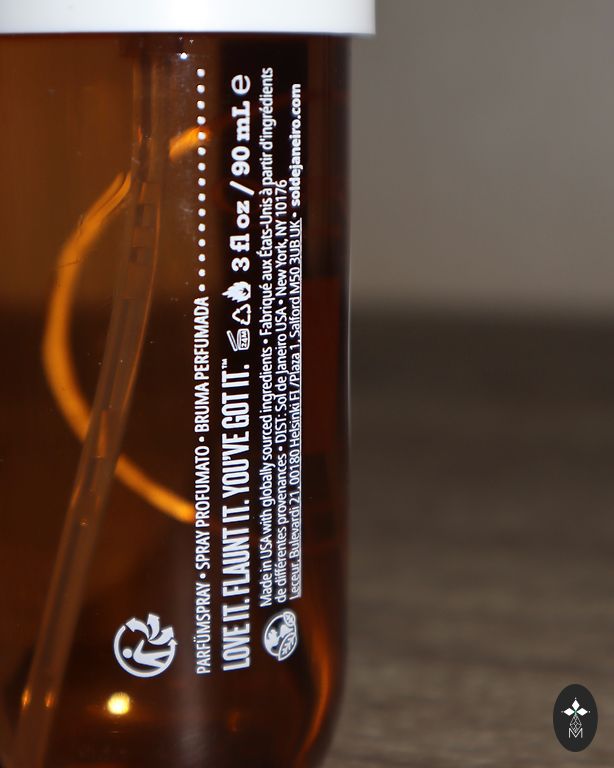 PARFÜMSPRAY • SPRAY PROFUMATO • BRUMA PERFUMADA
LOVE IT. FLAUNT IT. YOU'VE GOT IT.™ 24M 3 fl oz / 90 mL ℮
Made in USA with globally sourced ingredients • Fabriqué aux États-Unis à partir d'ingrédients
de différentes provenances • DIST: Sol de Janeiro USA • New York, NY 10176
Leceur, Bulevardi 21, 00180 Helsinki FI /Plaza 1, Salford M50 3UB UK • soldejaneiro.com
M